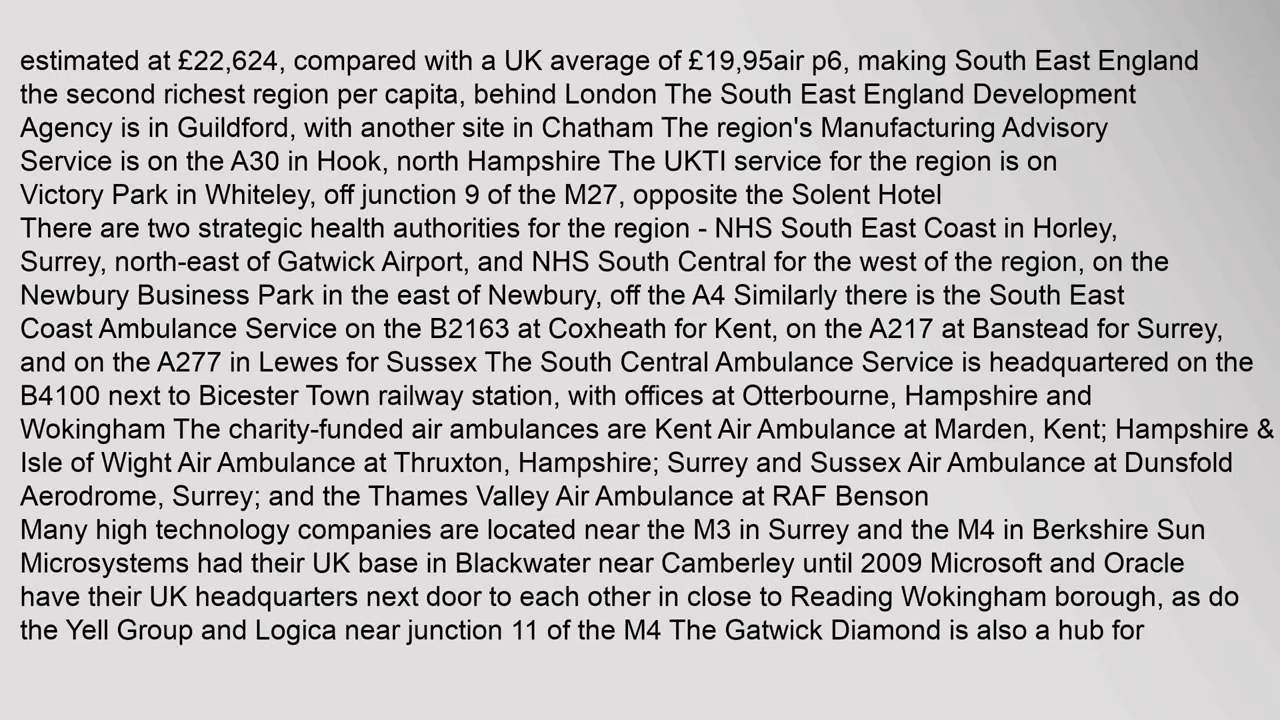 estimated at £22,624, compared with a UK average of £19,95air p6, making South East England
the second richest region per capita, behind London The South East England Development
Agency is in Guildford, with another site in Chatham The region's Manufacturing Advisory
Service is on the A30 in Hook, north Hampshire The UKTI service for the region is on
Victory Park in Whiteley, off junction 9 of the M27, opposite the Solent Hotel
There are two strategic health authorities for the region - NHS South East Coast in Horley,
Surrey, north-east of Gatwick Airport, and NHS South Central for the west of the region, on the
Newbury Business Park in the east of Newbury, off the A4 Similarly there is the South East
Coast Ambulance Service on the B2163 at Coxheath for Kent, on the A217 at Banstead for Surrey,
and on the A277 in Lewes for Sussex The South Central Ambulance Service is headquartered on the
B4100 next to Bicester Town railway station, with offices at Otterbourne, Hampshire and
Wokingham The charity-funded air ambulances are Kent Air Ambulance at Marden, Kent; Hampshire &
Isle of Wight Air Ambulance at Thruxton, Hampshire; Surrey and Sussex Air Ambulance at Dunsfold
Aerodrome, Surrey; and the Thames Valley Air Ambulance at RAF Benson
Many high technology companies are located near the M3 in Surrey and the M4 in Berkshire Sun
Microsystems had their UK base in Blackwater near Camberley until 2009 Microsoft and Oracle
have their UK headquarters next door to each other in close to Reading Wokingham borough, as do
the Yell Group and Logica near junction 11 of the M4 The Gatwick Diamond is also a hub for